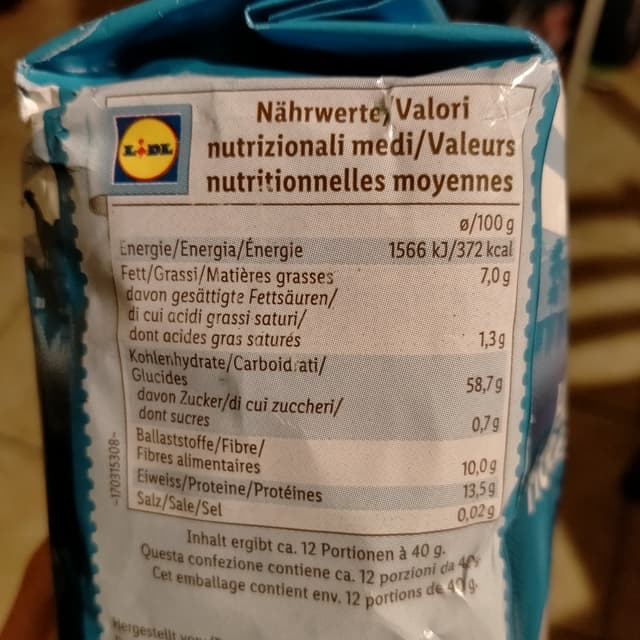 LIDL
Nährwerte/Valori
nutrizionali medi/Valeurs
nutritionnelles moyennes
ø/100 g
Energie/Energia/Énergie 1566 kJ/372 kcal
Fett/Grassi/Matières grasses 7,0 g
davon gesättigte Fettsäuren/
di cui acidi grassi saturi/
dont acides gras saturés 1,3 g
Kohlenhydrate/Carboidrati/
Glucides 58,7 g
davon Zucker/di cui zuccheri/
dont sucres 0,7 g
Ballaststoffe/Fibre/
Fibres alimentaires 10,0 g
Eiweiss/Proteine/Protéines 13,5 g
Salz/Sale/Sel 0,02 g
Inhalt ergibt ca. 12 Portionen à 40 g.
Questa confezione contiene ca. 12 porzioni da 40g
Cet emballage contient env. 12 portions de 40 g.
-170315308-
Hergestellt